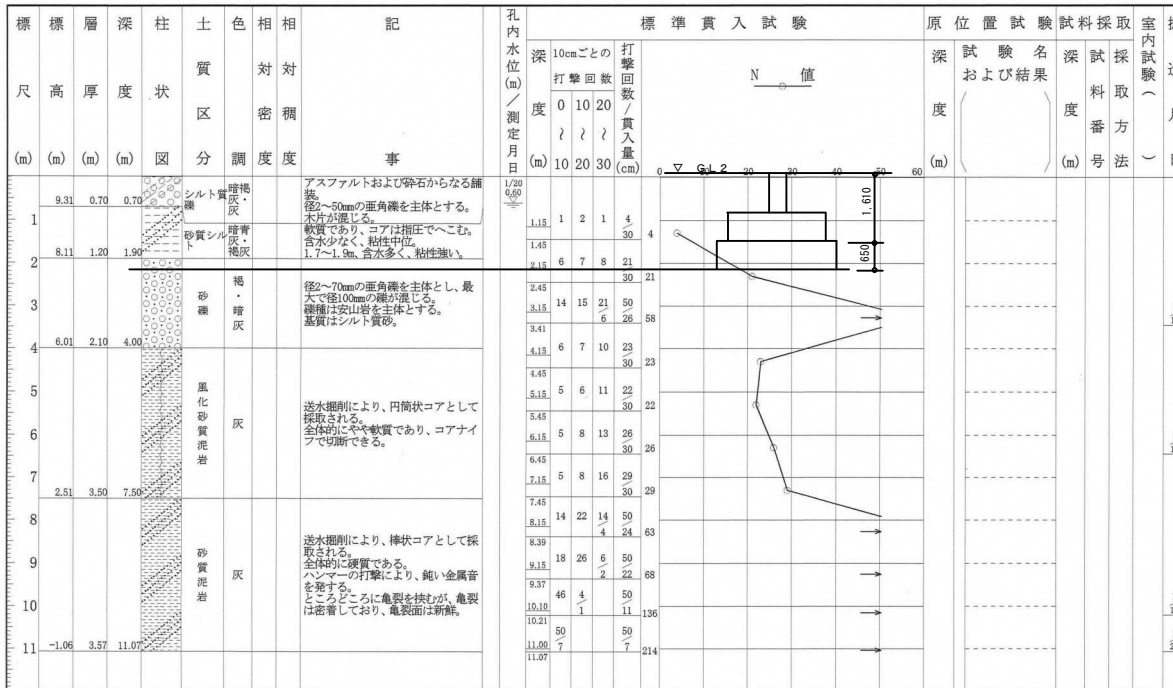 標尺(m)
標高(m)
層厚(m)
深度(m)
柱状図
土質区分
色調
相対密度
相対稠度
記事
孔内水位(m)/測定月日
標準貫入試験
深度(m)
10cmごとの打撃回数
0〜10
10〜20
20〜30
打撃回数/貫入量(cm)
N 値
0 10 20 30 40 50 60
原位置試験
深度(m)
試験名および結果
試料採取
深度(m)
試料番号
採取方法
室内試験(
▽ GL2
1,610
650
1/20
0.60
1
2
3
4
5
6
7
8
9
10
11
9.31 0.70 0.70
シルト質礫
暗褐灰・灰
アスファルトおよび砕石からなる舗装。
径2〜50mmの亜角礫を主体とする。
木片が混じる。
8.11 1.20 1.90
砂質シルト
暗青灰・褐灰
軟質であり、コアは指圧でへこむ。
含水少なく、粘性中位。
1.7〜1.9m、含水多く、粘性強い。
6.01 2.10 4.00
砂礫
褐・暗灰
径2〜70mmの亜角礫を主体とし、最大で径100mmの礫が混じる。
礫種は安山岩を主体とする。
基質はシルト質砂。
2.51 3.50 7.50
風化砂質泥岩
灰
送水掘削により、円筒状コアとして採取される。
全体的にやや軟質であり、コアナイフで切断できる。
-1.06 3.57 11.07
砂質泥岩
灰
送水掘削により、棒状コアとして採取される。
全体的に硬質である。
ハンマーの打撃により、鈍い金属音を発する。
ところどころに亀裂を挟むが、亀裂は密着しており、亀裂面は新鮮。
1.15 1 2 1 4/30 4
1.45
2.15 6 7 8 21/30 21
2.45
3.15 14 15 21/6 50/26 58
3.41
4.15 6 7 10 23/30 23
4.45
5.15 5 6 11 22/30 22
5.45
6.15 5 8 13 26/30 26
6.45
7.15 5 8 16 29/30 29
7.45
8.15 14 22 14/4 50/24 63
8.39
9.15 18 26 6/2 50/22 68
9.37
10.10 46 4/1 50/11 136
10.21
11.00 50/7 50/7 214
11.07